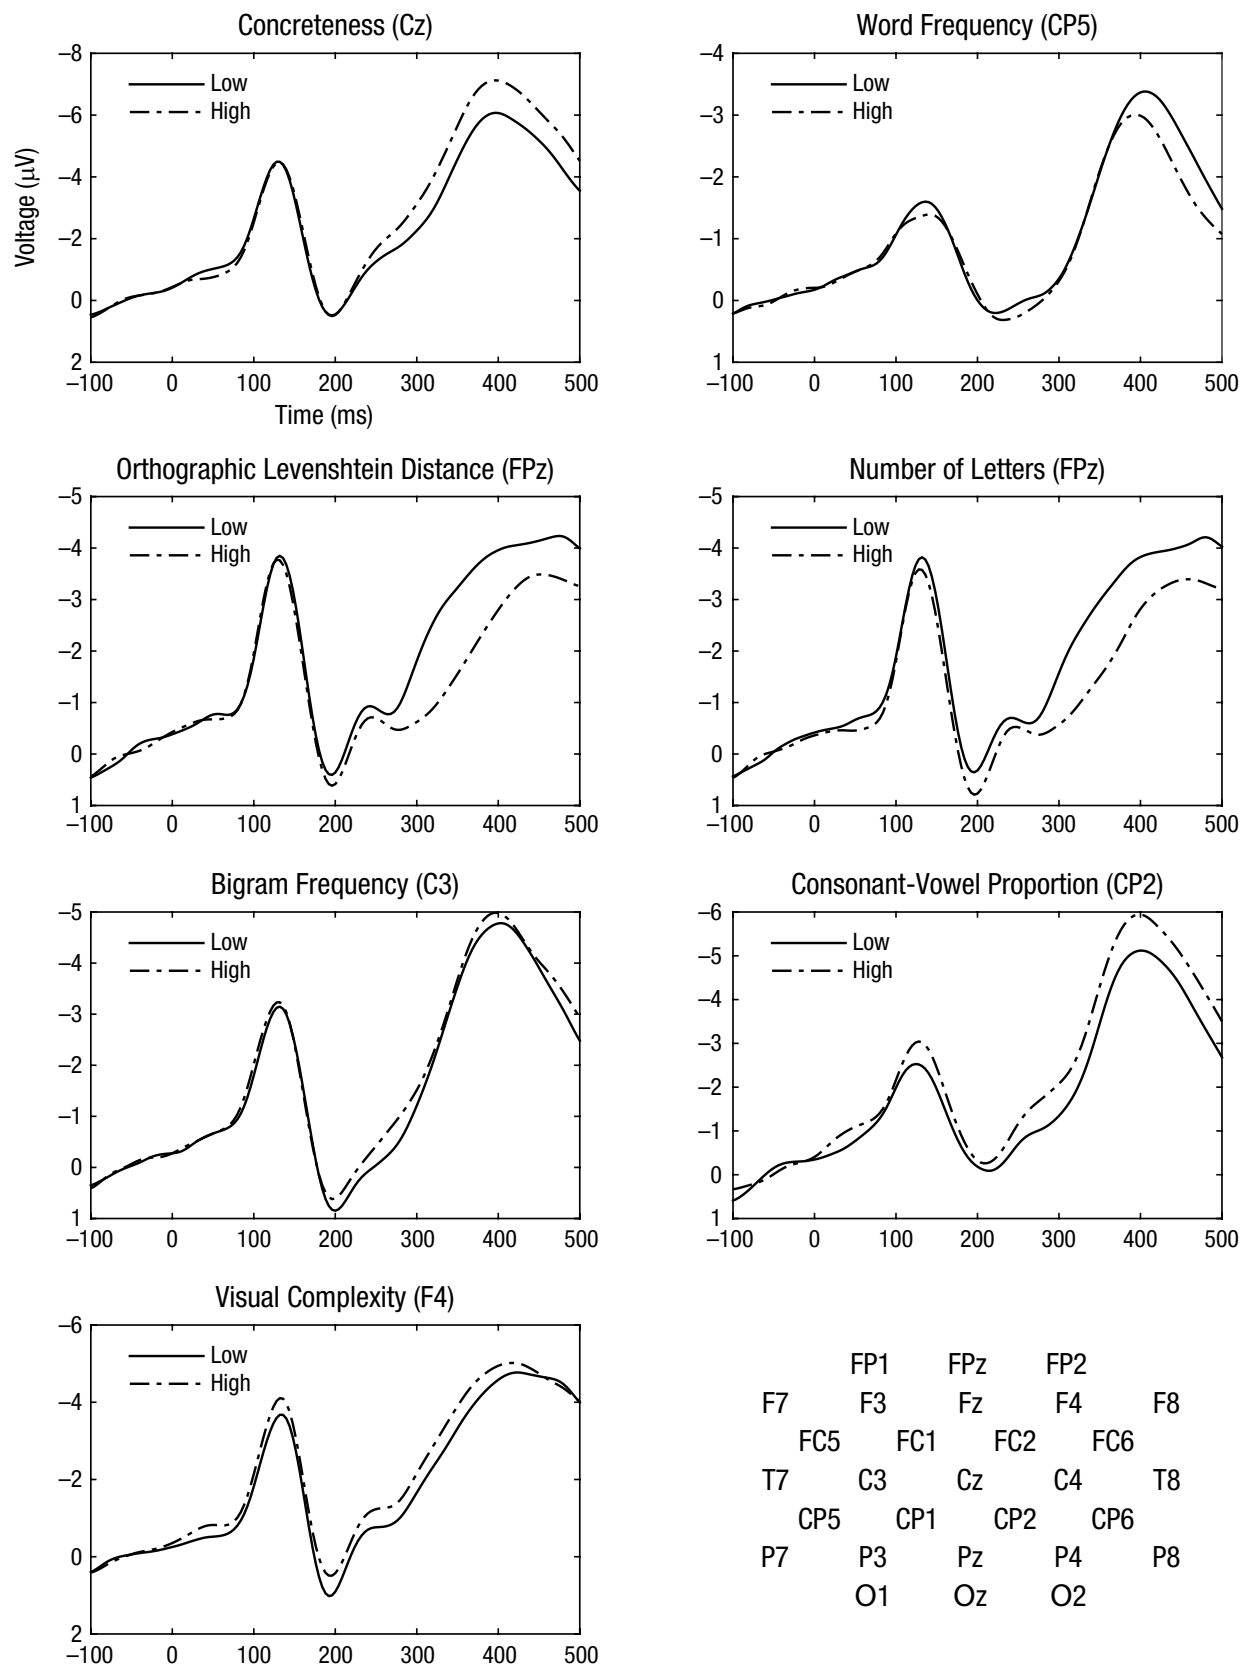 Concreteness (Cz)
–8
–6
–4
–2
0
2
Voltage (µV)
Low
High
–100 0 100 200 300 400 500
Time (ms)
Word Frequency (CP5)
–4
–3
–2
–1
0
1
Low
High
–100 0 100 200 300 400 500
Orthographic Levenshtein Distance (FPz)
–5
–4
–3
–2
–1
0
1
Low
High
–100 0 100 200 300 400 500
Number of Letters (FPz)
–5
–4
–3
–2
–1
0
1
Low
High
–100 0 100 200 300 400 500
Bigram Frequency (C3)
–5
–4
–3
–2
–1
0
1
Low
High
–100 0 100 200 300 400 500
Consonant-Vowel Proportion (CP2)
–6
–5
–4
–3
–2
–1
0
1
Low
High
–100 0 100 200 300 400 500
Visual Complexity (F4)
–6
–4
–2
0
2
Low
High
–100 0 100 200 300 400 500
FP1 FPz FP2
F7 F3 Fz F4 F8
FC5 FC1 FC2 FC6
T7 C3 Cz C4 T8
CP5 CP1 CP2 CP6
P7 P3 Pz P4 P8
O1 Oz O2